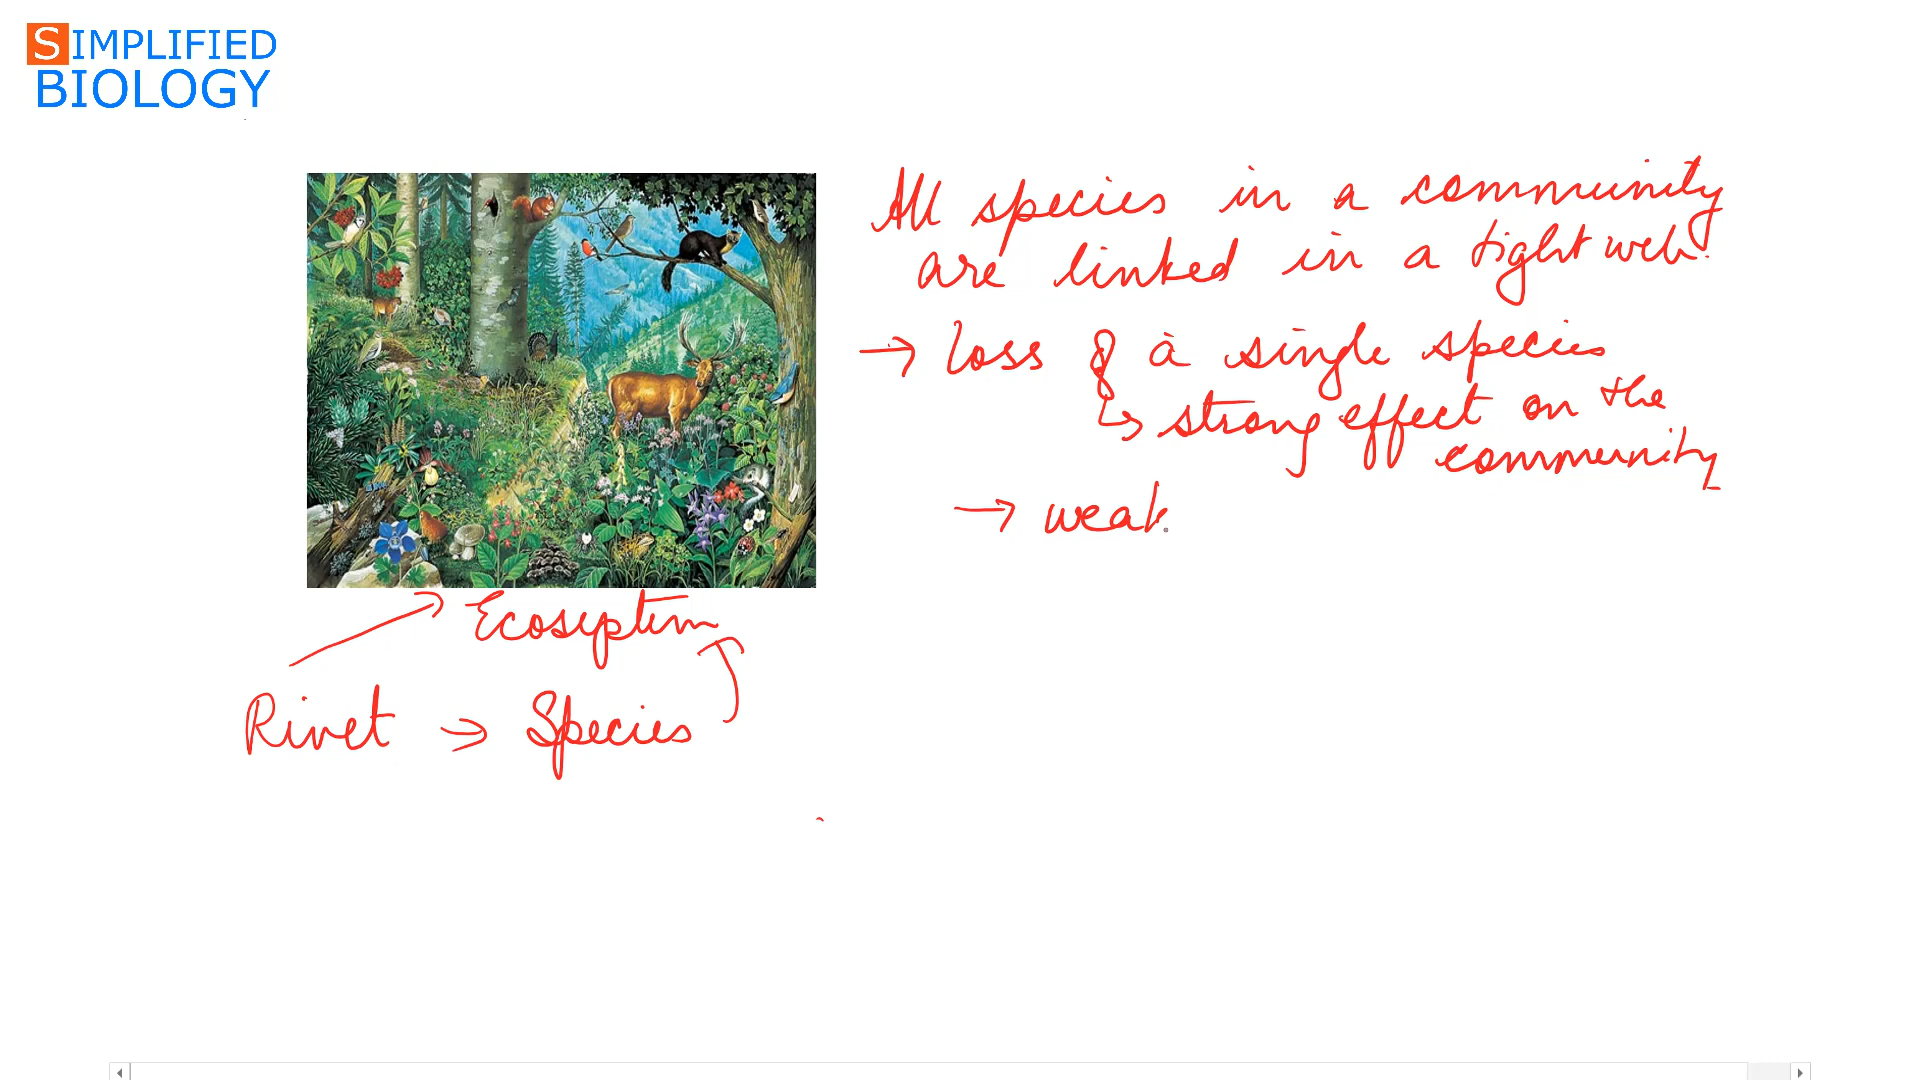 SIMPLIFIED
BIOLOGY
All species in a community
are linked in a tight web.
→ loss of a single species
↳ strong effect on the
community
→ weak
Ecosystem
Rivet → Species